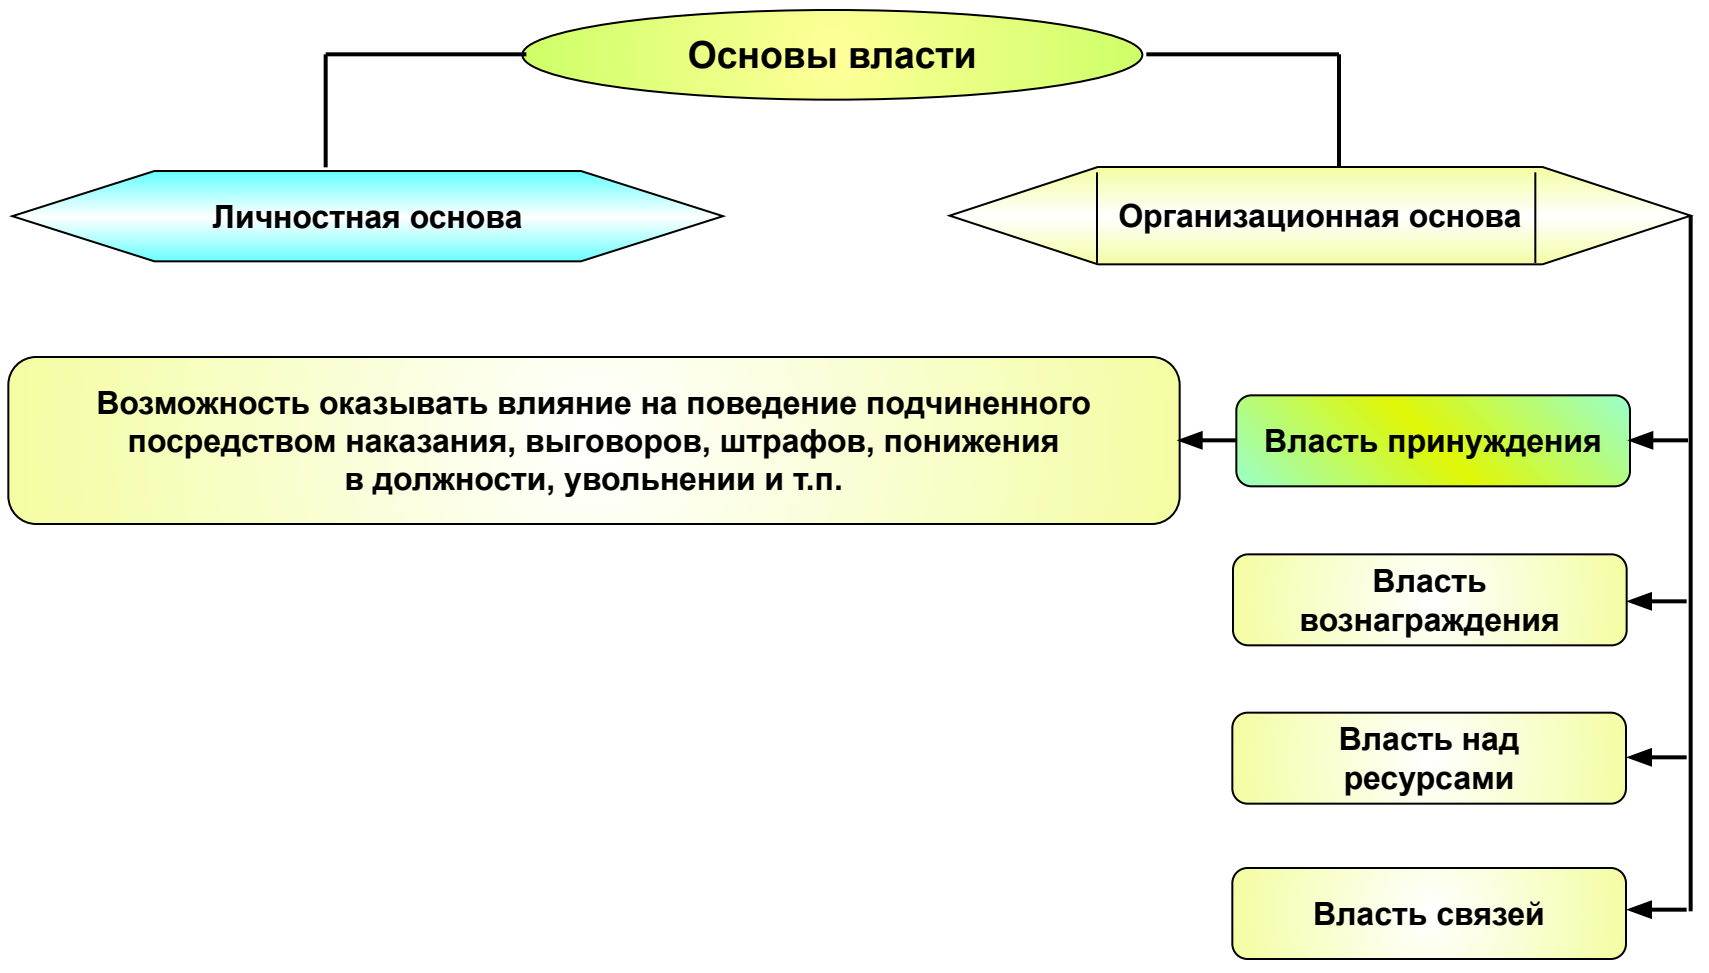 Основы власти
Личностная основа
Организационная основа
Возможность оказывать влияние на поведение подчиненного
посредством наказания, выговоров, штрафов, понижения
в должности, увольнении и т.п.
Власть принуждения
Власть
вознаграждения
Власть над
ресурсами
Власть связей